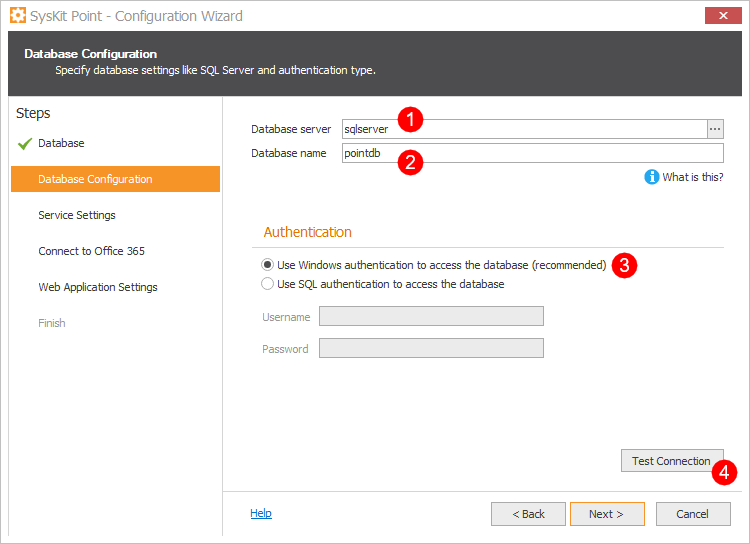 SysKit Point - Configuration Wizard
Database Configuration
Specify database settings like SQL Server and authentication type.
Steps
Database
Database Configuration
Service Settings
Connect to Office 365
Web Application Settings
Finish
1
Database server sqlserver ...
Database name pointdb
2
What is this?
Authentication
Use Windows authentication to access the database (recommended) 3
Use SQL authentication to access the database
Username
Password
Test Connection
4
Help < Back Next > Cancel